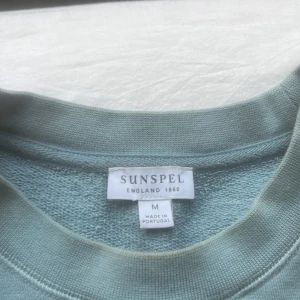 SUNSPEL
ENGLAND 1860
M
MADE IN
PORTUGAL